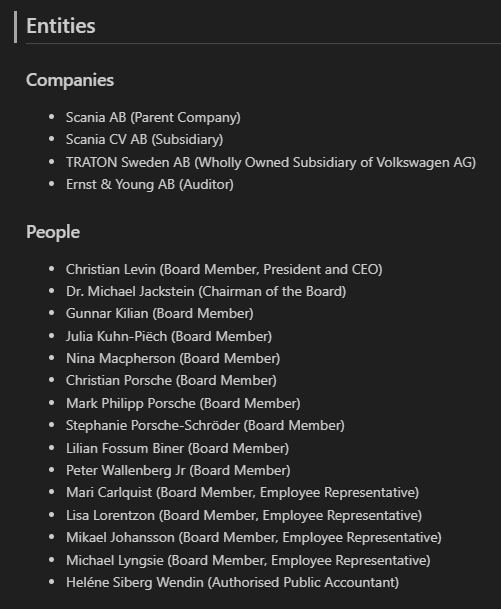 Entities
Companies
Scania AB (Parent Company)
Scania CV AB (Subsidiary)
TRATON Sweden AB (Wholly Owned Subsidiary of Volkswagen AG)
Ernst & Young AB (Auditor)
People
Christian Levin (Board Member, President and CEO)
Dr. Michael Jackstein (Chairman of the Board)
Gunnar Kilian (Board Member)
Julia Kuhn-Piëch (Board Member)
Nina Macpherson (Board Member)
Christian Porsche (Board Member)
Mark Philipp Porsche (Board Member)
Stephanie Porsche-Schröder (Board Member)
Lilian Fossum Biner (Board Member)
Peter Wallenberg Jr (Board Member)
Mari Carlquist (Board Member, Employee Representative)
Lisa Lorentzon (Board Member, Employee Representative)
Mikael Johansson (Board Member, Employee Representative)
Michael Lyngsie (Board Member, Employee Representative)
Heléne Siberg Wendin (Authorised Public Accountant)